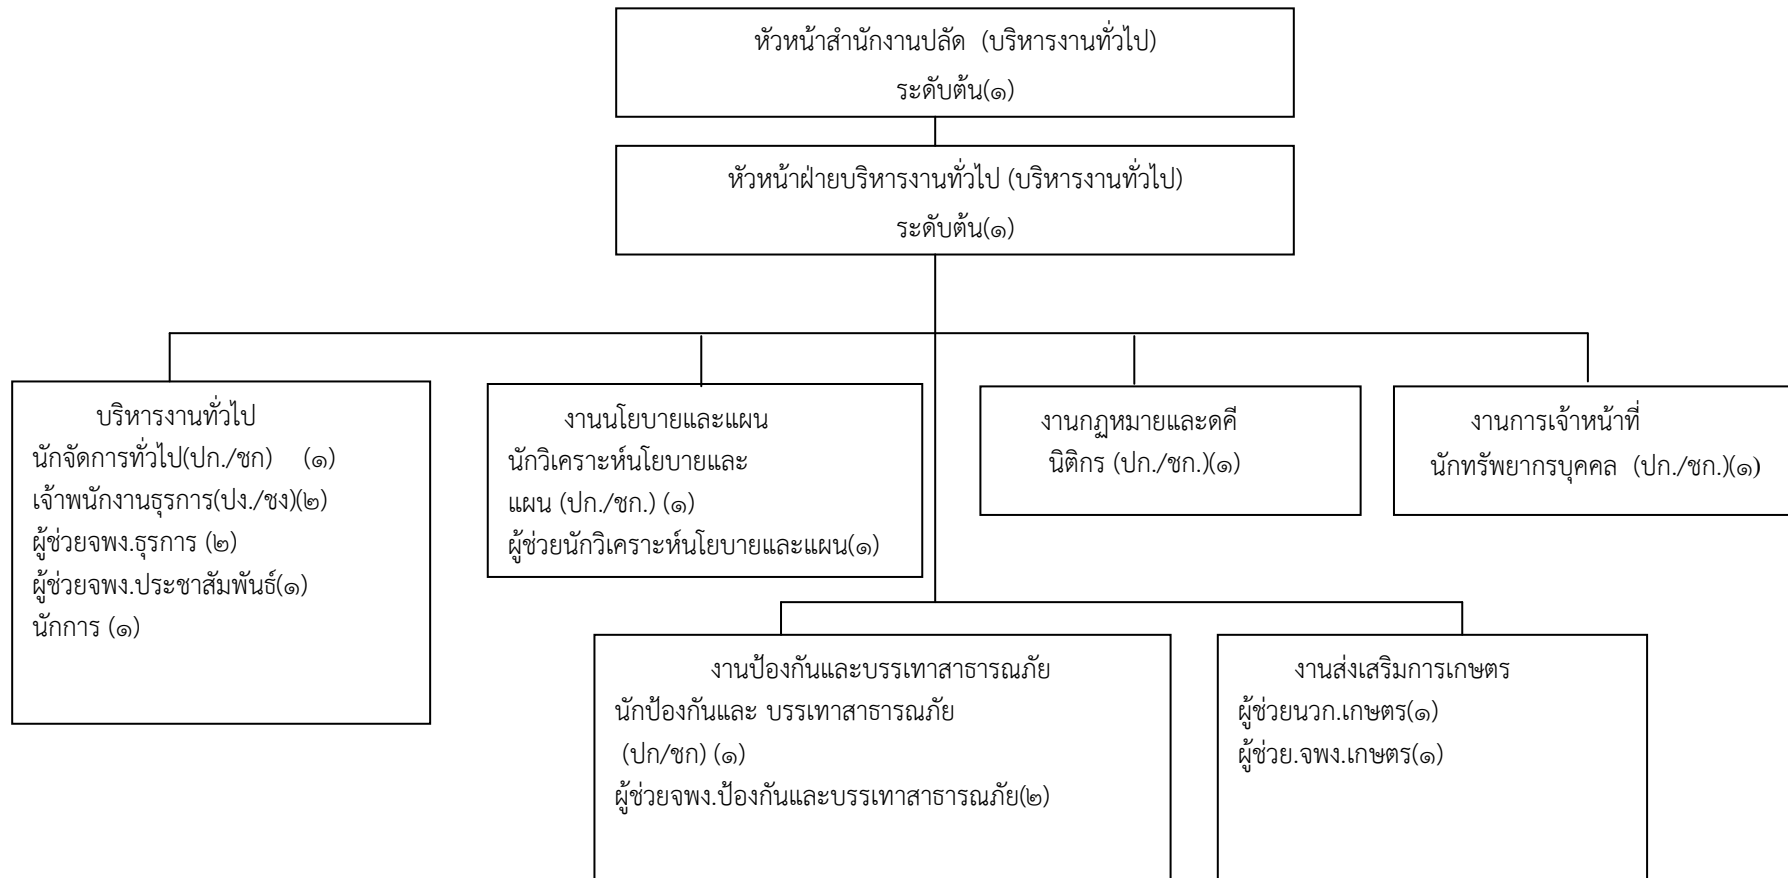 หัวหน้าสำนักงานปลัด (บริหารงานทั่วไป)
ระดับต้น(๑)
หัวหน้าฝ่ายบริหารงานทั่วไป (บริหารงานทั่วไป)
ระดับต้น(๑)
บริหารงานทั่วไป
นักจัดการทั่วไป(ปก./ชก) (๑)
เจ้าพนักงานธุรการ(ปง./ชง)(๒)
ผู้ช่วยจพง.ธุรการ (๒)
ผู้ช่วยจพง.ประชาสัมพันธ์(๑)
นักการ (๑)
งานนโยบายและแผน
นักวิเคราะห์นโยบายและ
แผน (ปก./ชก.) (๑)
ผู้ช่วยนักวิเคราะห์นโยบายและแผน(๑)
งานกฏหมายและดคี
นิติกร (ปก./ชก.)(๑)
งานการเจ้าหน้าที่
นักทรัพยากรบุคคล (ปก./ชก.)(๑)
งานป้องกันและบรรเทาสาธารณภัย
นักป้องกันและ บรรเทาสาธารณภัย
(ปก/ชก) (๑)
ผู้ช่วยจพง.ป้องกันและบรรเทาสาธารณภัย(๒)
งานส่งเสริมการเกษตร
ผู้ช่วยนวก.เกษตร(๑)
ผู้ช่วย.จพง.เกษตร(๑)